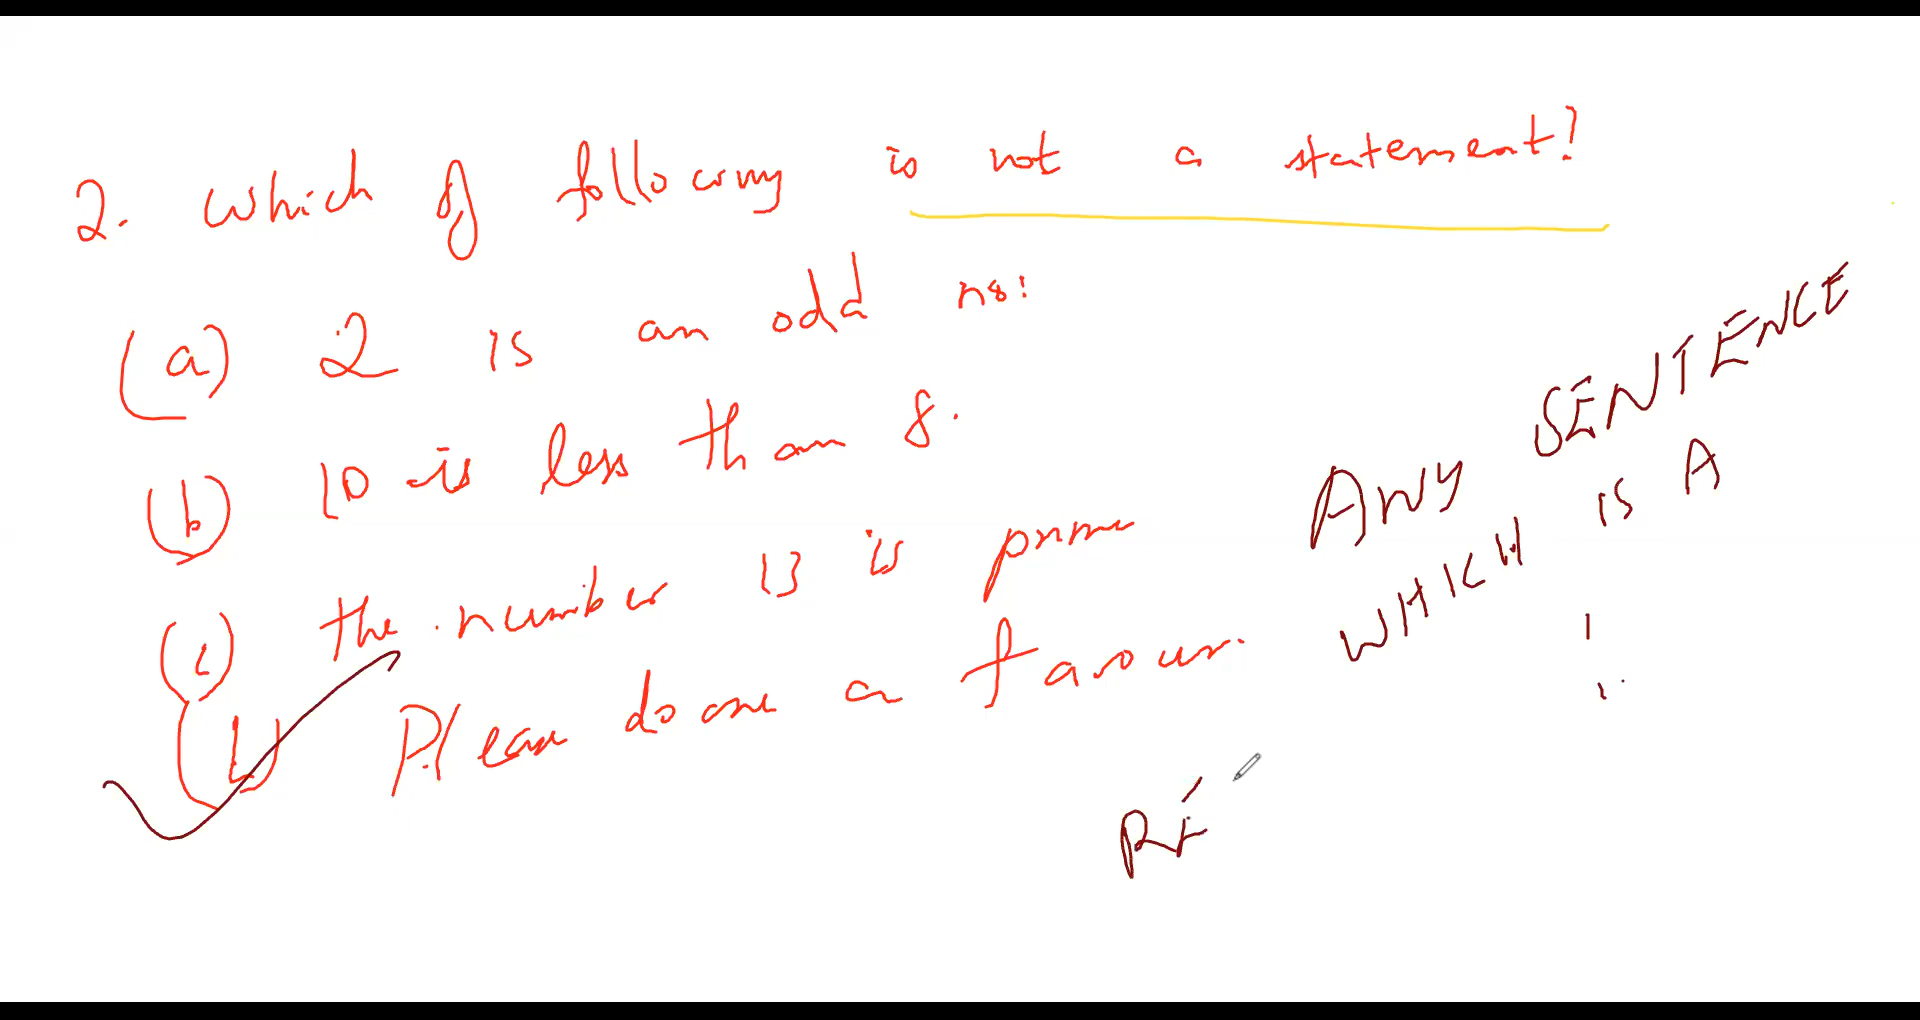 2. Which of following is not a statement?
(a) 2 is an odd no:
(b) 10 is less than 8.
(c) the number 13 is prime
Please do me a favour.
ANY SENTENCE
WHICH IS A
RE